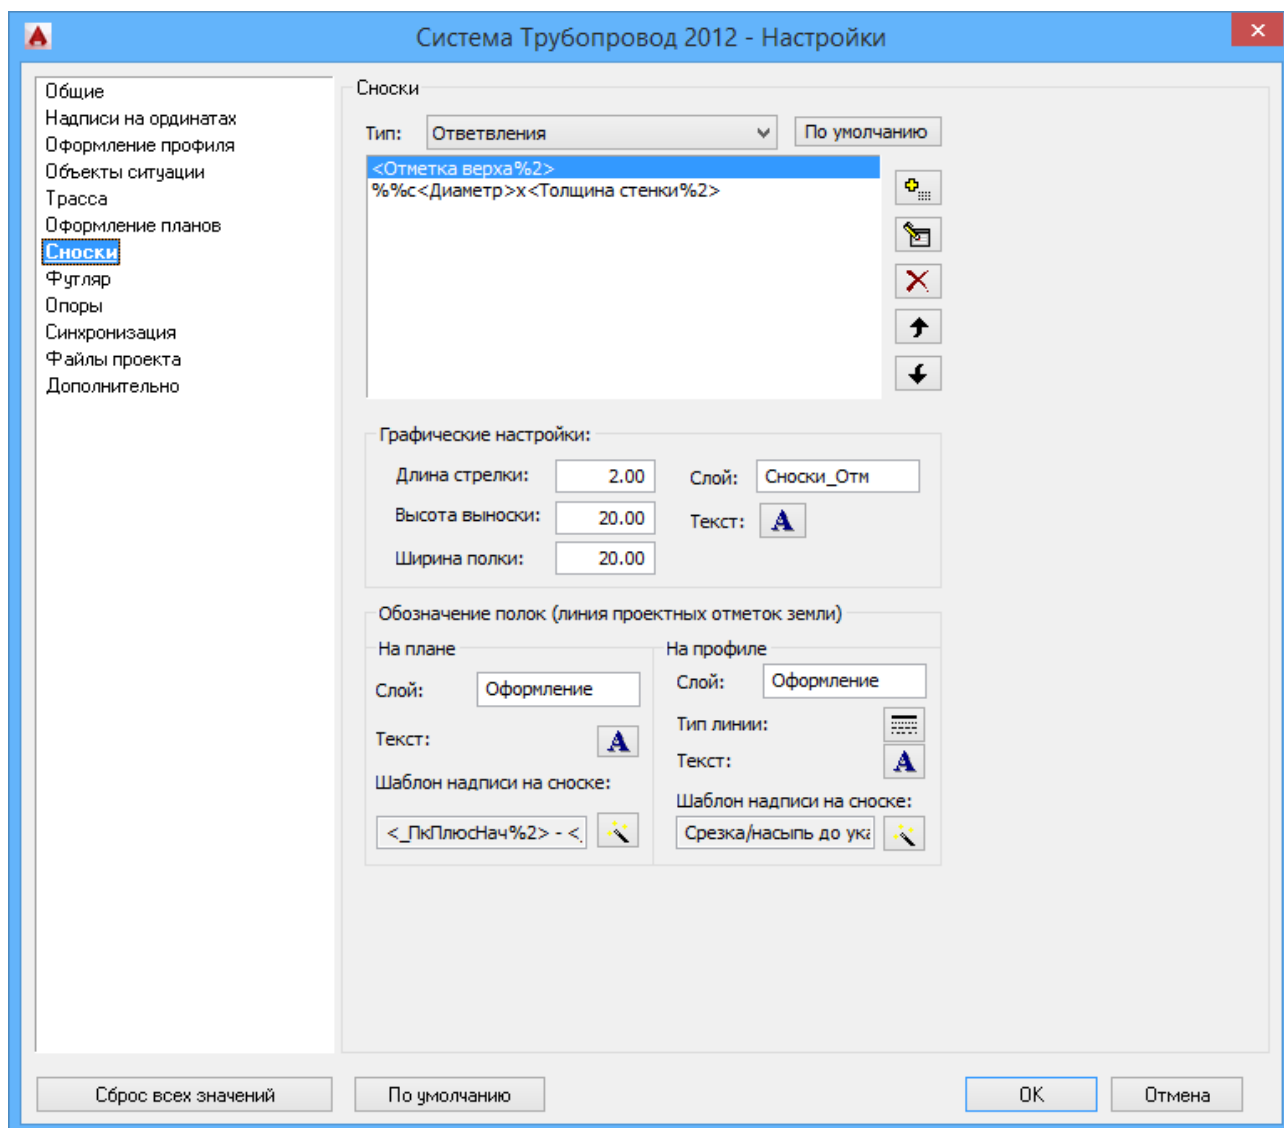 Система Трубопровод 2012 - Настройки
Общие
Надписи на ординатах
Оформление профиля
Объекты ситуации
Трасса
Оформление планов
Сноски
Футляр
Опоры
Синхронизация
Файлы проекта
Дополнительно
Сноски
Тип: Ответвления По умолчанию
<Отметка верха%2>
%%c<Диаметр>x<Толщина стенки%2>
Графические настройки:
Длина стрелки: 2.00 Слой: Сноски_Отм
Высота выноски: 20.00 Текст: A
Ширина полки: 20.00
Обозначение полок (линия проектных отметок земли)
На плане
Слой: Оформление
Текст: A
Шаблон надписи на сноске:
<_ПкПлюсНач%2> - <_
На профиле
Слой: Оформление
Тип линии:
Текст: A
Шаблон надписи на сноске:
Срезка/насыпь до ука
Сброс всех значений По умолчанию OK Отмена